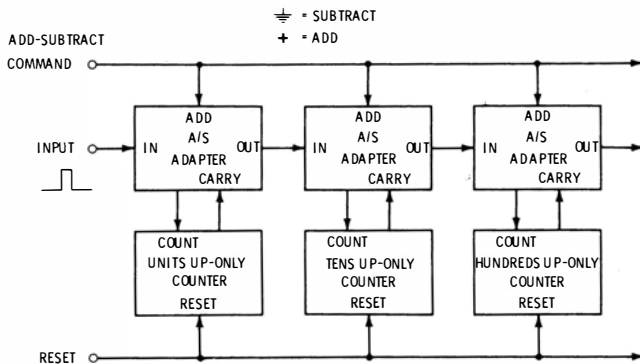 ⏚ = SUBTRACT
+ = ADD
ADD-SUBTRACT
COMMAND
ADD
A/S
ADAPTER
IN
OUT
CARRY
ADD
A/S
ADAPTER
IN
OUT
CARRY
ADD
A/S
ADAPTER
IN
OUT
CARRY
INPUT
COUNT
UNITS UP-ONLY
COUNTER
RESET
COUNT
TENS UP-ONLY
COUNTER
RESET
COUNT
HUNDREDS UP-ONLY
COUNTER
RESET
RESET